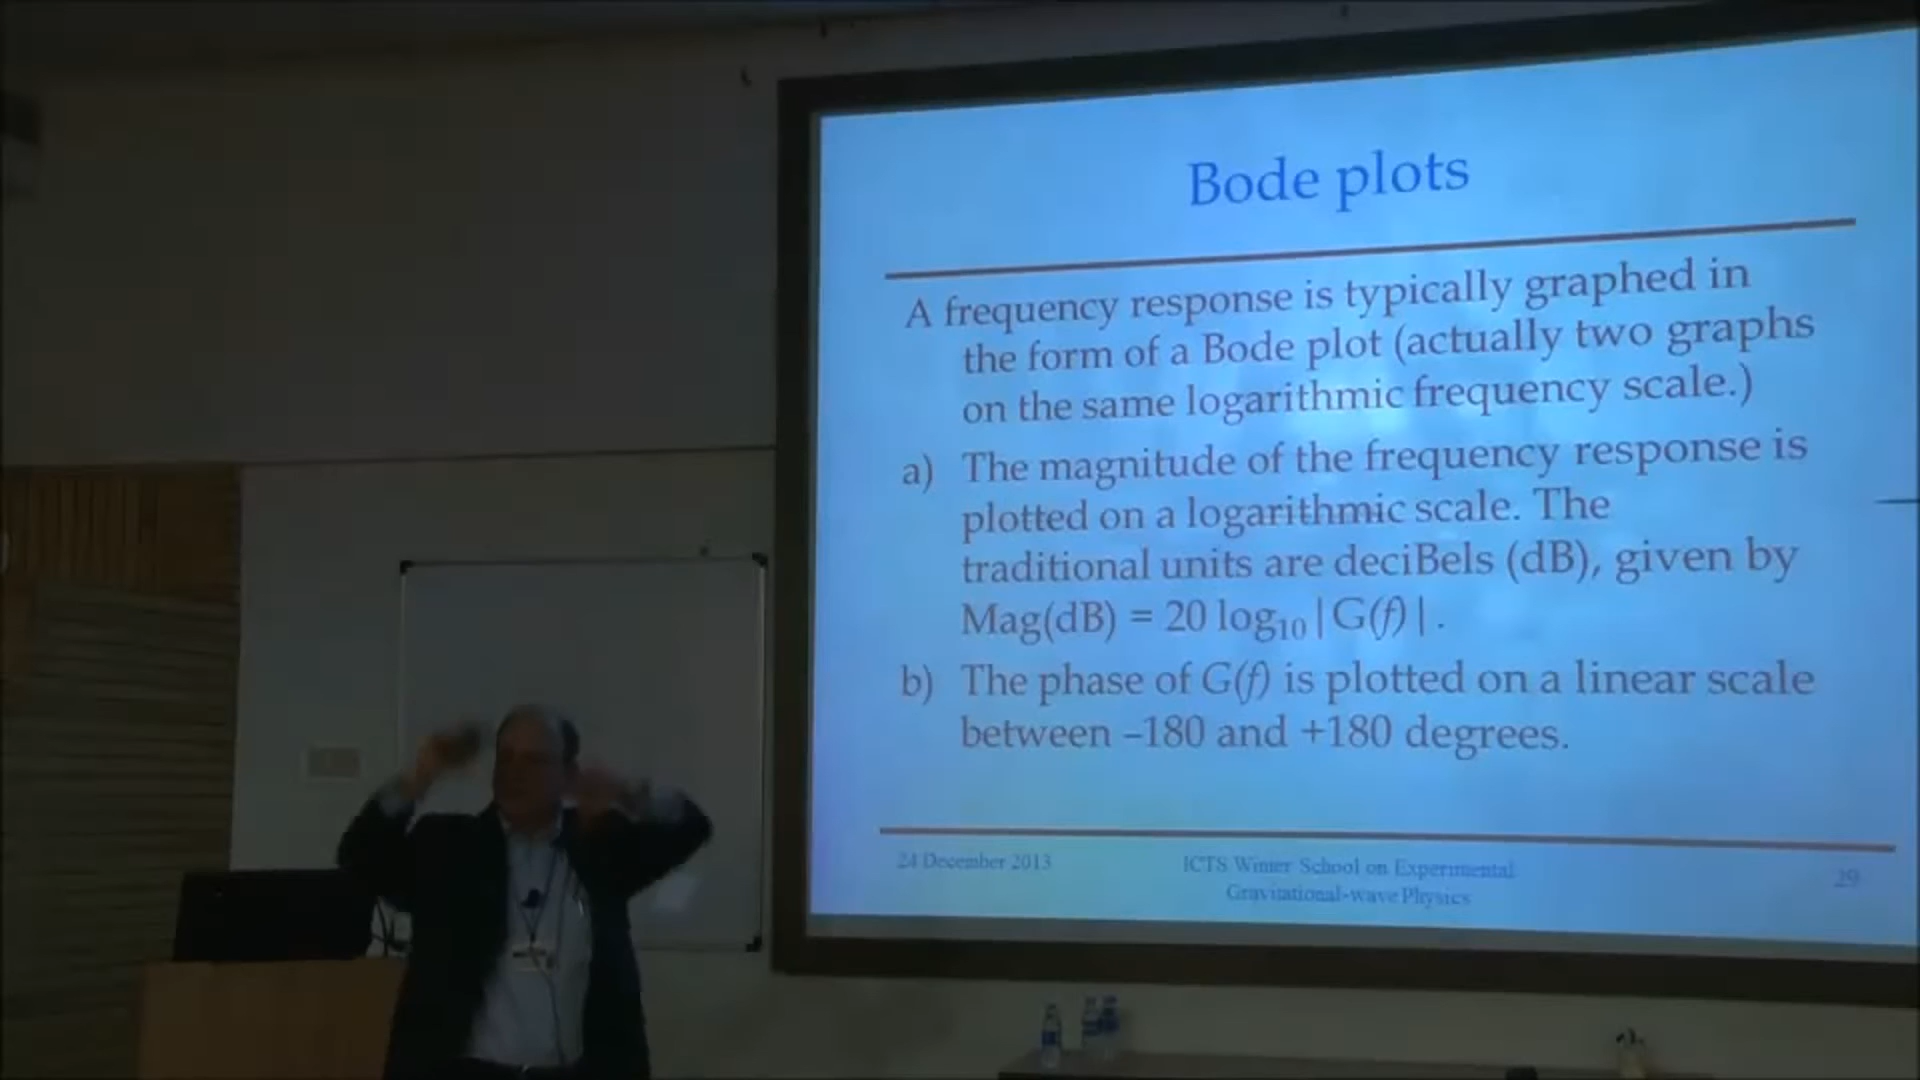 Bode plots
A frequency response is typically graphed in
the form of a Bode plot (actually two graphs
on the same logarithmic frequency scale.)
a) The magnitude of the frequency response is
plotted on a logarithmic scale. The
traditional units are deciBels (dB), given by
Mag(dB) = 20 log₁₀|G(f)|.
b) The phase of G(f) is plotted on a linear scale
between –180 and +180 degrees.
24 December 2013
ICTS Winter School on Experimental
Gravitational-wave Physics
29